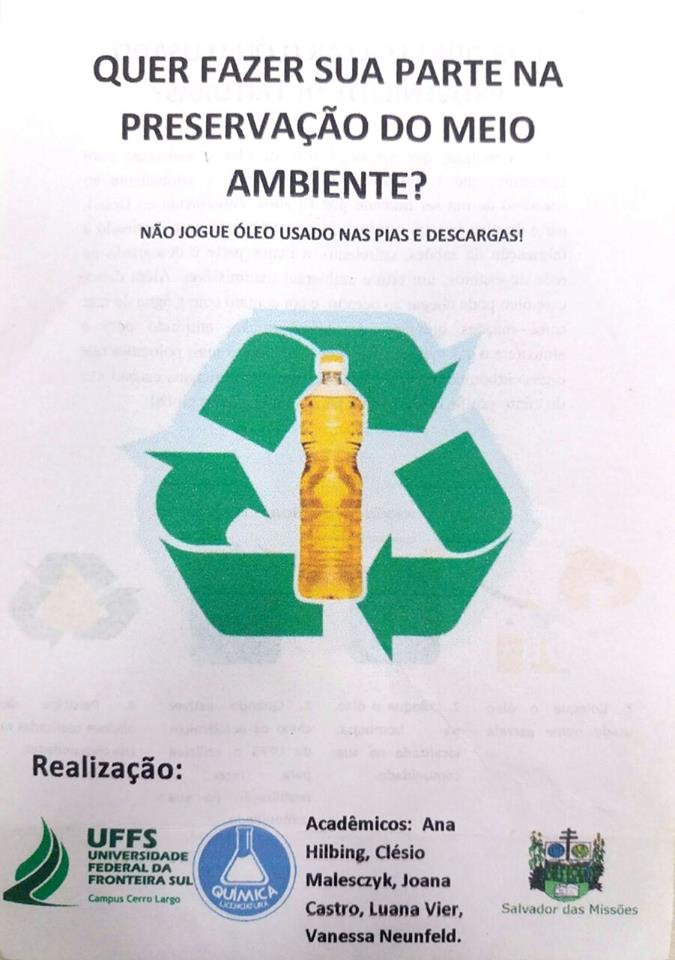 QUER FAZER SUA PARTE NA
PRESERVAÇÃO DO MEIO
AMBIENTE?
NÃO JOGUE ÓLEO USADO NAS PIAS E DESCARGAS!
Realização:
UFFS
UNIVERSIDADE
FEDERAL DA
FRONTEIRA SUL
Campus Cerro Largo
QUÍMICA
LICENCIATURA
Acadêmicos: Ana
Hilbing, Clésio
Malesczyk, Joana
Castro, Luana Vier,
Vanessa Neunfeld.
Salvador das Missões